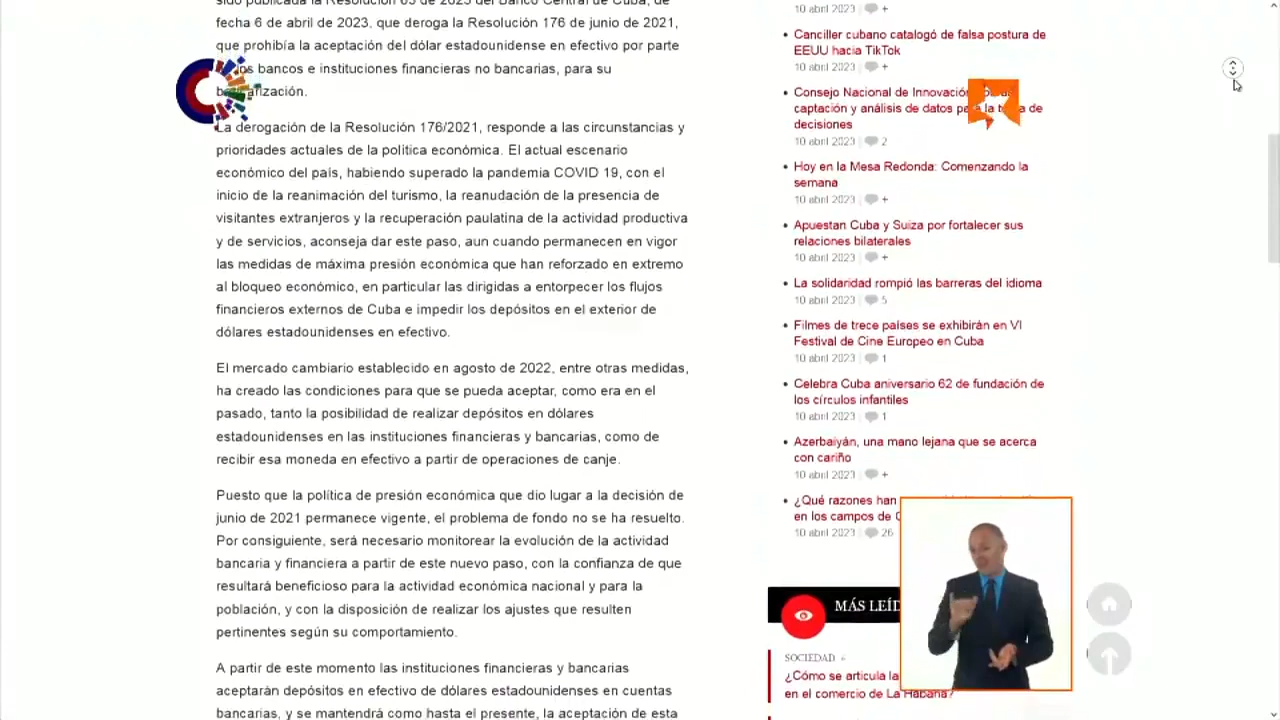 sido publicada la Resolución 63 de 2023 del Banco Central de Cuba, de
fecha 6 de abril de 2023, que deroga la Resolución 176 de junio de 2021,
que prohibía la aceptación del dólar estadounidense en efectivo por parte
los bancos e instituciones financieras no bancarias, para su
La derogación de la Resolución 176/2021, responde a las circunstancias y
prioridades actuales de la política económica. El actual escenario
económico del país, habiendo superado la pandemia COVID 19, con el
inicio de la reanimación del turismo, la reanudación de la presencia de
visitantes extranjeros y la recuperación paulatina de la actividad productiva
y de servicios, aconseja dar este paso, aun cuando permanecen en vigor
las medidas de máxima presión económica que han reforzado en extremo
al bloqueo económico, en particular las dirigidas a entorpecer los flujos
financieros externos de Cuba e impedir los depósitos en el exterior de
dólares estadounidenses en efectivo.
El mercado cambiario establecido en agosto de 2022, entre otras medidas,
ha creado las condiciones para que se pueda aceptar, como era en el
pasado, tanto la posibilidad de realizar depósitos en dólares
estadounidenses en las instituciones financieras y bancarias, como de
recibir esa moneda en efectivo a partir de operaciones de canje.
Puesto que la política de presión económica que dio lugar a la decisión de
junio de 2021 permanece vigente, el problema de fondo no se ha resuelto.
Por consiguiente, será necesario monitorear la evolución de la actividad
bancaria y financiera a partir de este nuevo paso, con la confianza de que
resultará beneficioso para la actividad económica nacional y para la
población, y con la disposición de realizar los ajustes que resulten
pertinentes según su comportamiento.
A partir de este momento las instituciones financieras y bancarias
aceptarán depósitos en efectivo de dólares estadounidenses en cuentas
bancarias, y se mantendrá como hasta el presente, la aceptación de esta
10 abril 2023 | +
Canciller cubano catalogó de falsa postura de
EEUU hacia TikTok
10 abril 2023 | +
Consejo Nacional de Innovación
captación y análisis de datos para la toma de
decisiones
10 abril 2023 | 2
Hoy en la Mesa Redonda: Comenzando la
semana
10 abril 2023 | +
Apuestan Cuba y Suiza por fortalecer sus
relaciones bilaterales
10 abril 2023 | +
La solidaridad rompió las barreras del idioma
10 abril 2023 | 5
Filmes de trece países se exhibirán en VI
Festival de Cine Europeo en Cuba
10 abril 2023 | 1
Celebra Cuba aniversario 62 de fundación de
los círculos infantiles
10 abril 2023 | 1
Azerbaiyán, una mano lejana que se acerca
con cariño
10 abril 2023 | +
¿Qué razones han
en los campos de
10 abril 2023 | 26
MÁS LEÍD
SOCIEDAD
¿Cómo se articula la
en el comercio de La Habana?